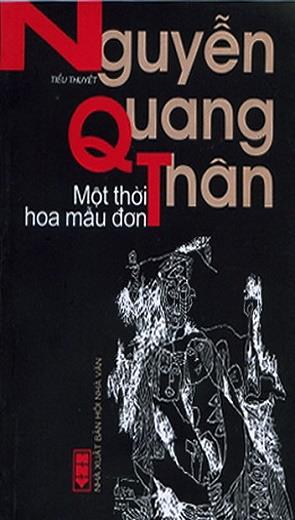 Nguyễn
TIỂU THUYẾT
Quang
Thân
Một thời
hoa mẫu đơn
NHÀ XUẤT BẢN HỘI NHÀ VĂN